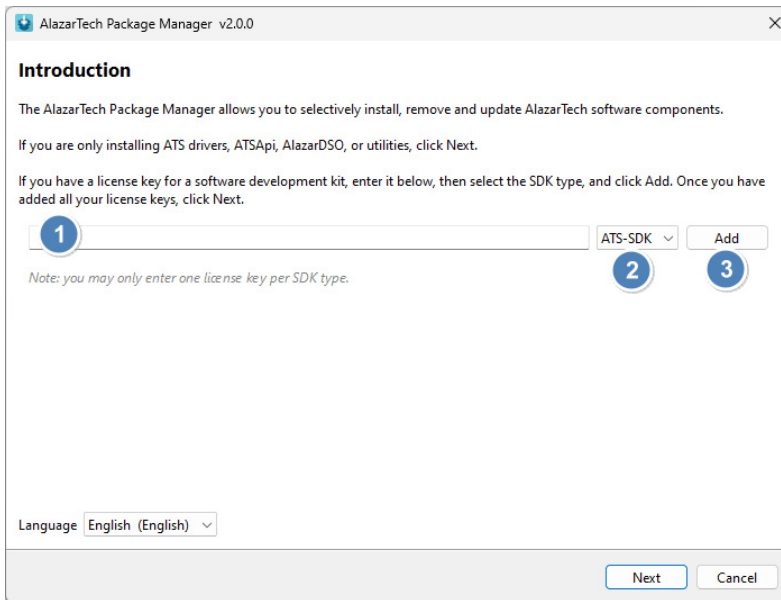 AlazarTech Package Manager v2.0.0
Introduction
The AlazarTech Package Manager allows you to selectively install, remove and update AlazarTech software components.
If you are only installing ATS drivers, ATSApi, AlazarDSO, or utilities, click Next.
If you have a license key for a software development kit, enter it below, then select the SDK type, and click Add. Once you have
added all your license keys, click Next.
1
ATS-SDK
Add
2
3
Note: you may only enter one license key per SDK type.
Language
English (English)
Next
Cancel